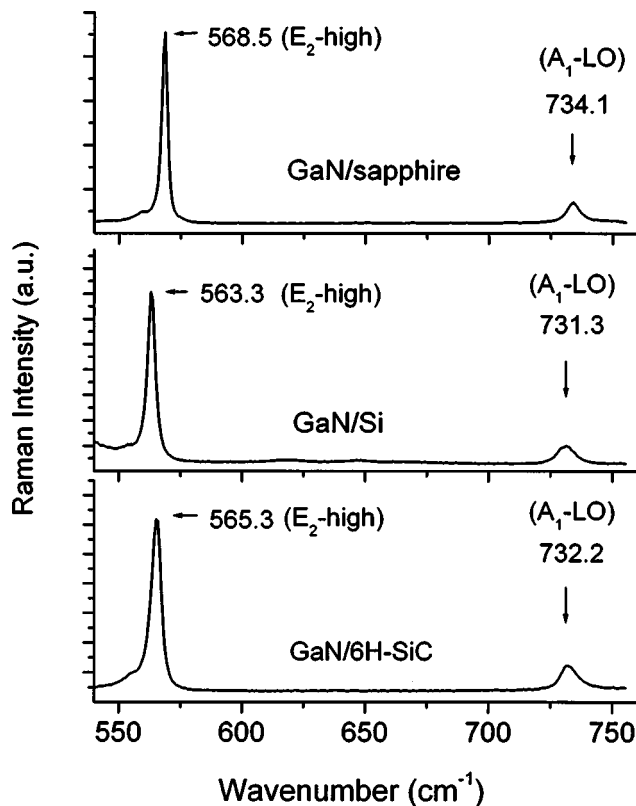 568.5 (E₂-high)
(A₁-LO)
734.1
GaN/sapphire
563.3 (E₂-high)
(A₁-LO)
731.3
GaN/Si
565.3 (E₂-high)
(A₁-LO)
732.2
GaN/6H-SiC
Raman Intensity (a.u.)
550 600 650 700 750
Wavenumber (cm⁻¹)